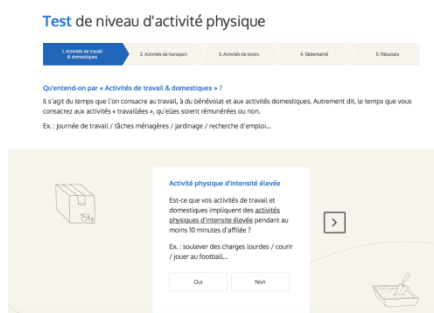 Test de niveau d'activité physique
1. Activités de travail
& domestiques
2. Activités de transport
3. Activités de loisirs
4. Sédentarité
5. Résultats
Qu'entend-on par « Activités de travail & domestiques » ?
Il s'agit du temps que l'on consacre au travail, à du bénévolat et aux activités domestiques. Autrement dit, le temps que vous
consacrez aux activités « travaillées », qu'elles soient rémunérées ou non.
Ex. : journée de travail / tâches ménagères / jardinage / recherche d'emploi...
Activité physique d'intensité élevée
Est-ce que vos activités de travail et
domestiques impliquent des activités
physiques d'intensite élevée pendant au
moins 10 minutes d'affilée ?
Ex. : soulever des charges lourdes / courir
/ jouer au football...
Oui
Non
75Kg